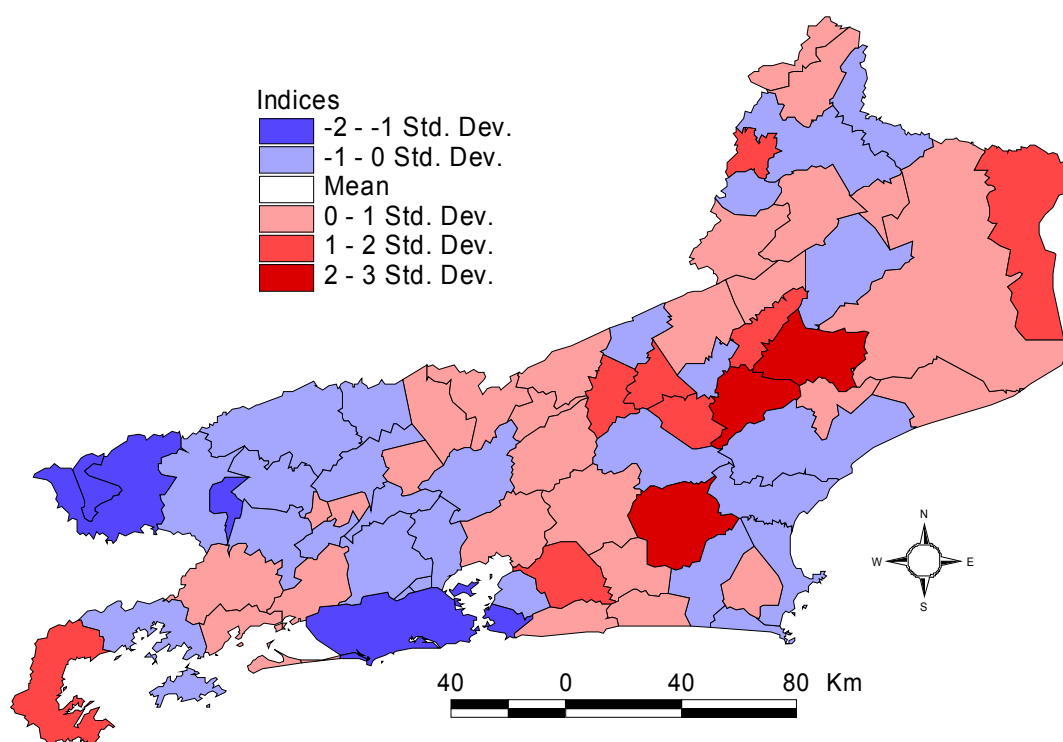 Indices
-2 - -1 Std. Dev.
-1 - 0 Std. Dev.
Mean
0 - 1 Std. Dev.
1 - 2 Std. Dev.
2 - 3 Std. Dev.
N
W E
S
40 0 40 80 Km